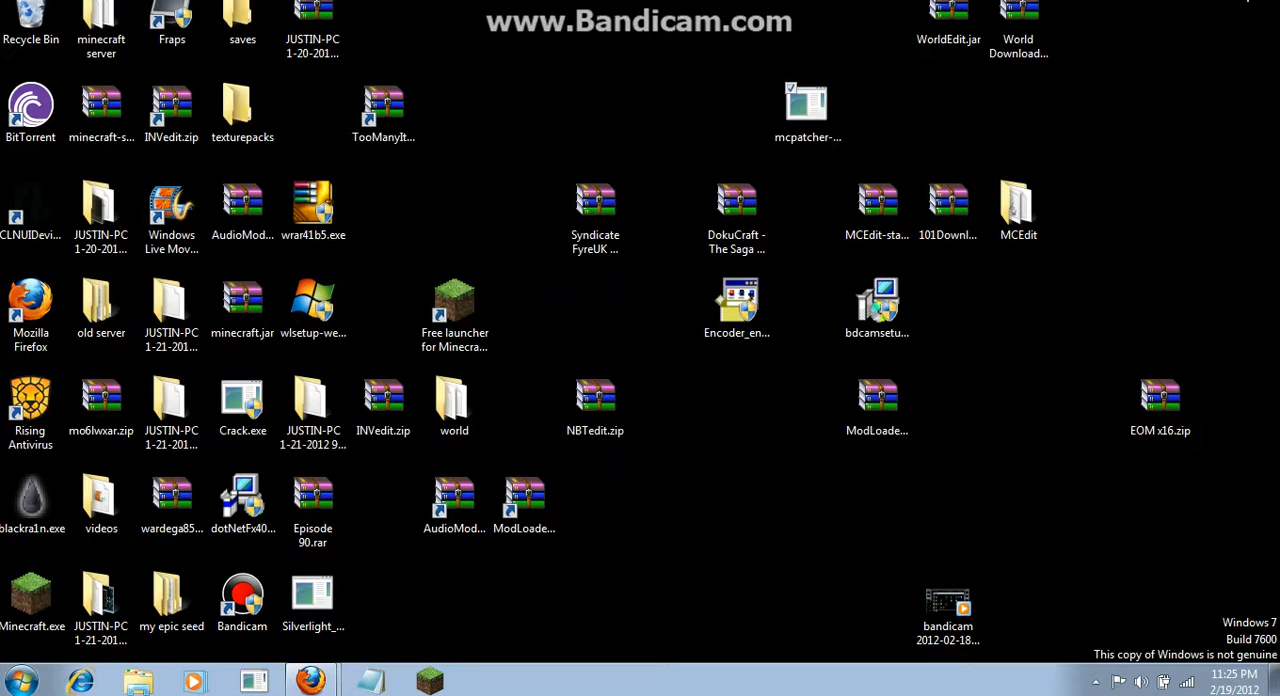 www.Bandicam.com
Recycle Bin
minecraft
server
Fraps
saves
JUSTIN-PC
1-20-201...
WorldEdit.jar
World
Download...
BitTorrent
minecraft-s...
INVedit.zip
texturepacks
TooManyIt...
mcpatcher-...
CLNUIDevi...
JUSTIN-PC
1-20-201...
Windows
Live Mov...
AudioMod...
wrar41b5.exe
Syndicate
FyreUK ...
DokuCraft -
The Saga ...
MCEdit-sta...
101Downl...
MCEdit
Mozilla
Firefox
old server
JUSTIN-PC
1-21-201...
minecraft.jar
wlsetup-we...
Free launcher
for Minecra...
Encoder_en...
bdcamsetu...
Rising
Antivirus
mo6lwxar.zip
JUSTIN-PC
1-21-201...
Crack.exe
JUSTIN-PC
1-21-2012 9...
INVedit.zip
world
NBTedit.zip
ModLoade...
EOM x16.zip
blackra1n.exe
videos
wardega85...
dotNetFx40...
Episode
90.rar
AudioMod...
ModLoade...
Minecraft.exe
JUSTIN-PC
1-21-201...
my epic seed
Bandicam
Silverlight_...
bandicam
2012-02-18...
Windows 7
Build 7600
This copy of Windows is not genuine
11:25 PM
2/19/2012